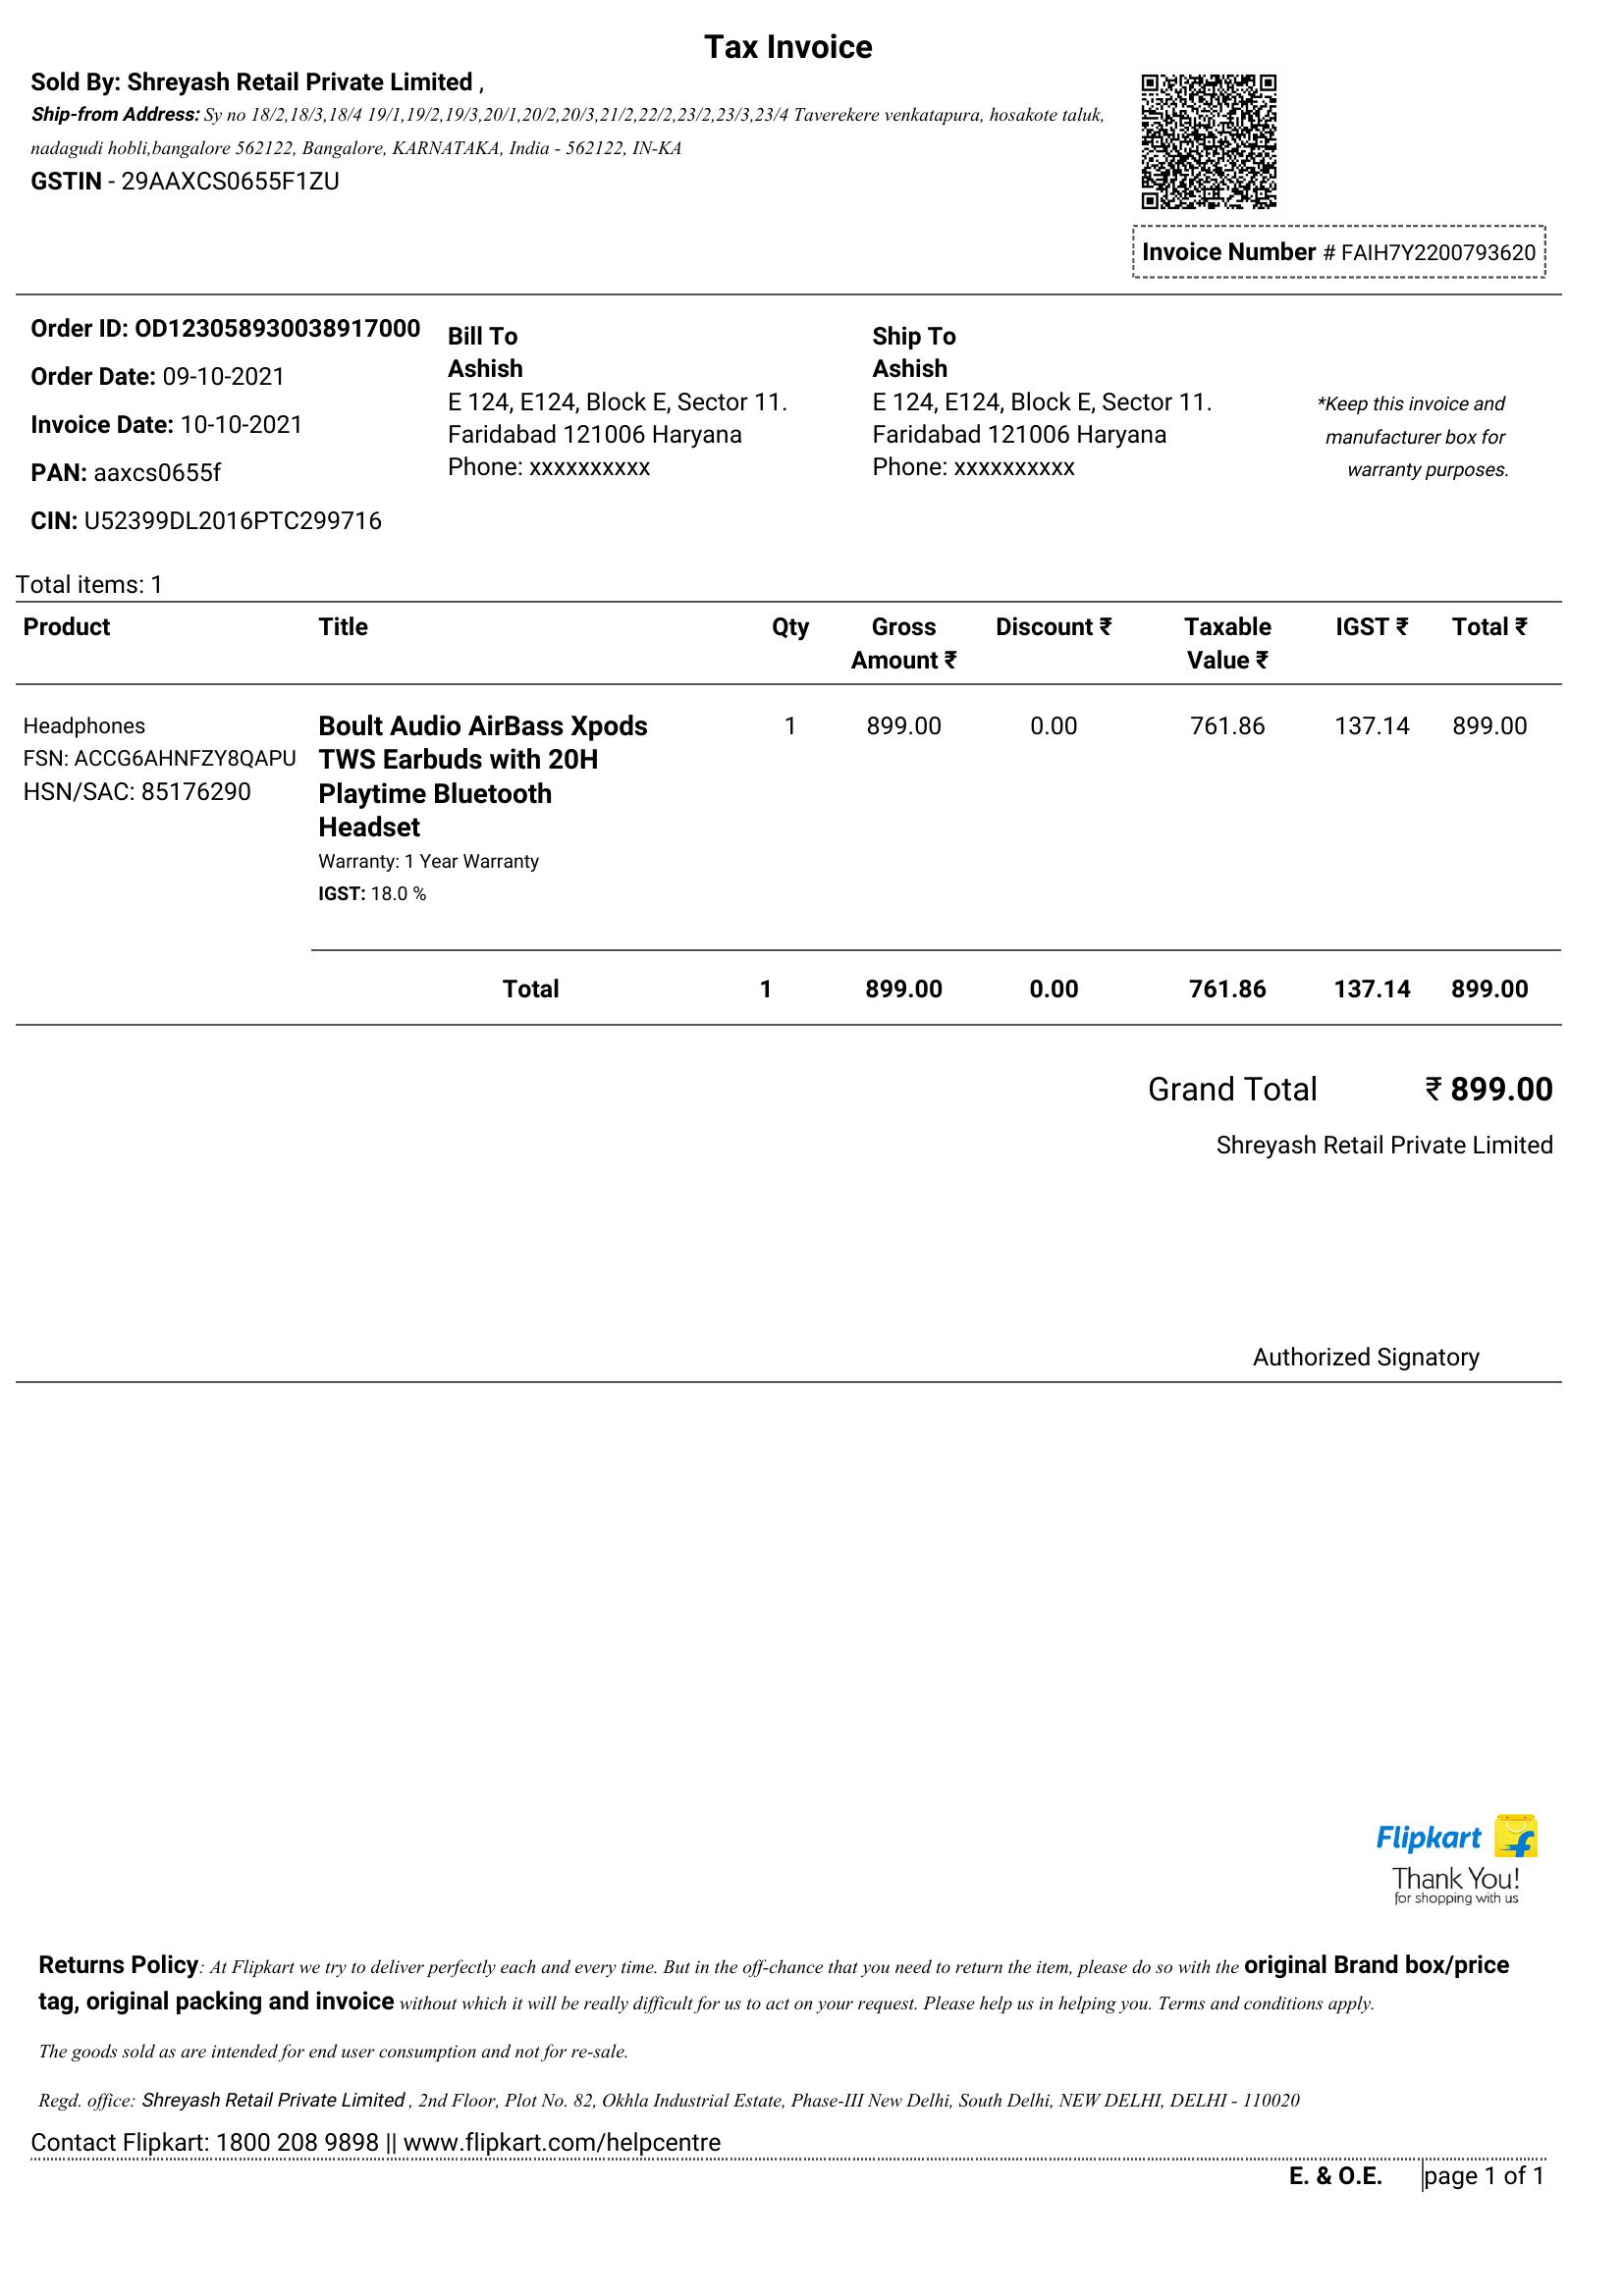 Tax Invoice
Sold By: Shreyash Retail Private Limited ,
Ship-from Address: Sy no 18/2,18/3,18/4 19/1,19/2,19/3,20/1,20/2,20/3,21/2,22/2,23/2,23/3,23/4 Taverekere venkatapura, hosakote taluk,
nadagudi hobli,bangalore 562122, Bangalore, KARNATAKA, India - 562122, IN-KA
GSTIN - 29AAXCS0655F1ZU
Invoice Number # FAIH7Y2200793620
Order ID: OD123058930038917000
Order Date: 09-10-2021
Invoice Date: 10-10-2021
PAN: aaxcs0655f
CIN: U52399DL2016PTC299716
Bill To
Ashish
E 124, E124, Block E, Sector 11.
Faridabad 121006 Haryana
Phone: xxxxxxxxxx
Ship To
Ashish
E 124, E124, Block E, Sector 11.
Faridabad 121006 Haryana
Phone: xxxxxxxxxx
*Keep this invoice and
manufacturer box for
warranty purposes.
Total items: 1
Product Title Qty Gross Amount ₹ Discount ₹ Taxable Value ₹ IGST ₹ Total ₹
Headphones
FSN: ACCG6AHNFZY8QAPU
HSN/SAC: 85176290
Boult Audio AirBass Xpods
TWS Earbuds with 20H
Playtime Bluetooth
Headset
Warranty: 1 Year Warranty
IGST: 18.0 %
1 899.00 0.00 761.86 137.14 899.00
Total 1 899.00 0.00 761.86 137.14 899.00
Grand Total ₹ 899.00
Shreyash Retail Private Limited
Authorized Signatory
Flipkart
Thank You!
for shopping with us
Returns Policy: At Flipkart we try to deliver perfectly each and every time. But in the off-chance that you need to return the item, please do so with the original Brand box/price
tag, original packing and invoice without which it will be really difficult for us to act on your request. Please help us in helping you. Terms and conditions apply.
The goods sold as are intended for end user consumption and not for re-sale.
Regd. office: Shreyash Retail Private Limited , 2nd Floor, Plot No. 82, Okhla Industrial Estate, Phase-III New Delhi, South Delhi, NEW DELHI, DELHI - 110020
Contact Flipkart: 1800 208 9898 || www.flipkart.com/helpcentre
E. & O.E. page 1 of 1